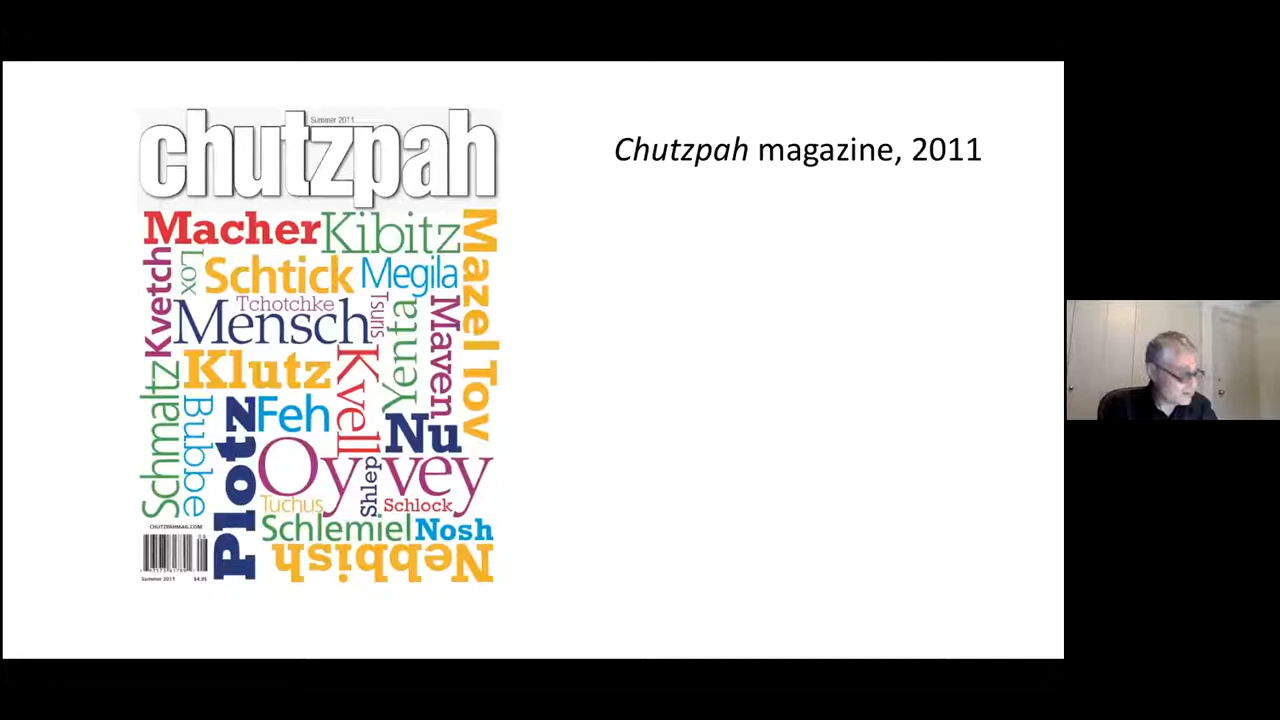 Summer 2011
chutzpah
Macher
Kibitz
Mazel Tov
Kvetch
Lox
Schtick
Megila
Tchotchke
Tsuris
Mensch
Yenta
Maven
Klutz
Kvell
Schmaltz
Bubbe
Plotz
Feh
Nu
Oy vey
Shlep
Tuchus
Schlock
Schlemiel
Nosh
Nebbish
CHUTZPAHMAG.COM
Summer 2011 $4.95
Chutzpah magazine, 2011